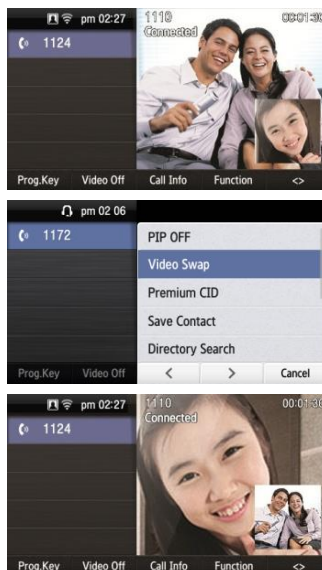 pm 02:27
1110
Connected
00:01:36
1124
Prog.Key Video Off Call Info Function <>
pm 02 06
1172
PIP OFF
Video Swap
Premium CID
Save Contact
Directory Search
Prog.Key Video Off < > Cancel
pm 02:27
1110
Connected
00:01:36
1124
Prog.Key Video Off Call Info Function <>